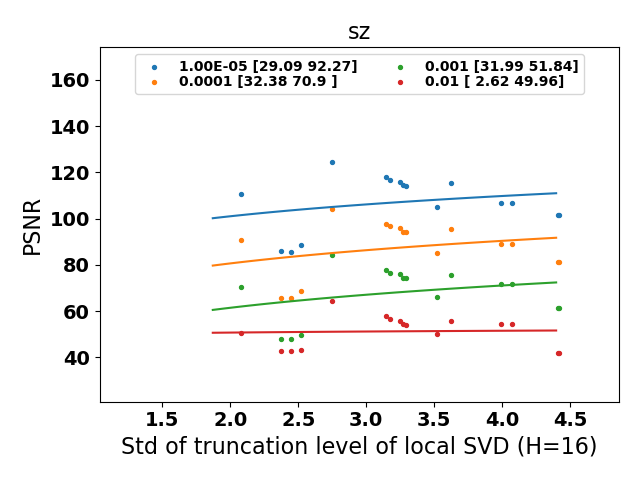 sz
1.00E-05 [29.09 92.27]
0.0001 [32.38 70.9 ]
0.001 [31.99 51.84]
0.01 [ 2.62 49.96]
PSNR
160
140
120
100
80
60
40
1.5 2.0 2.5 3.0 3.5 4.0 4.5
Std of truncation level of local SVD (H=16)